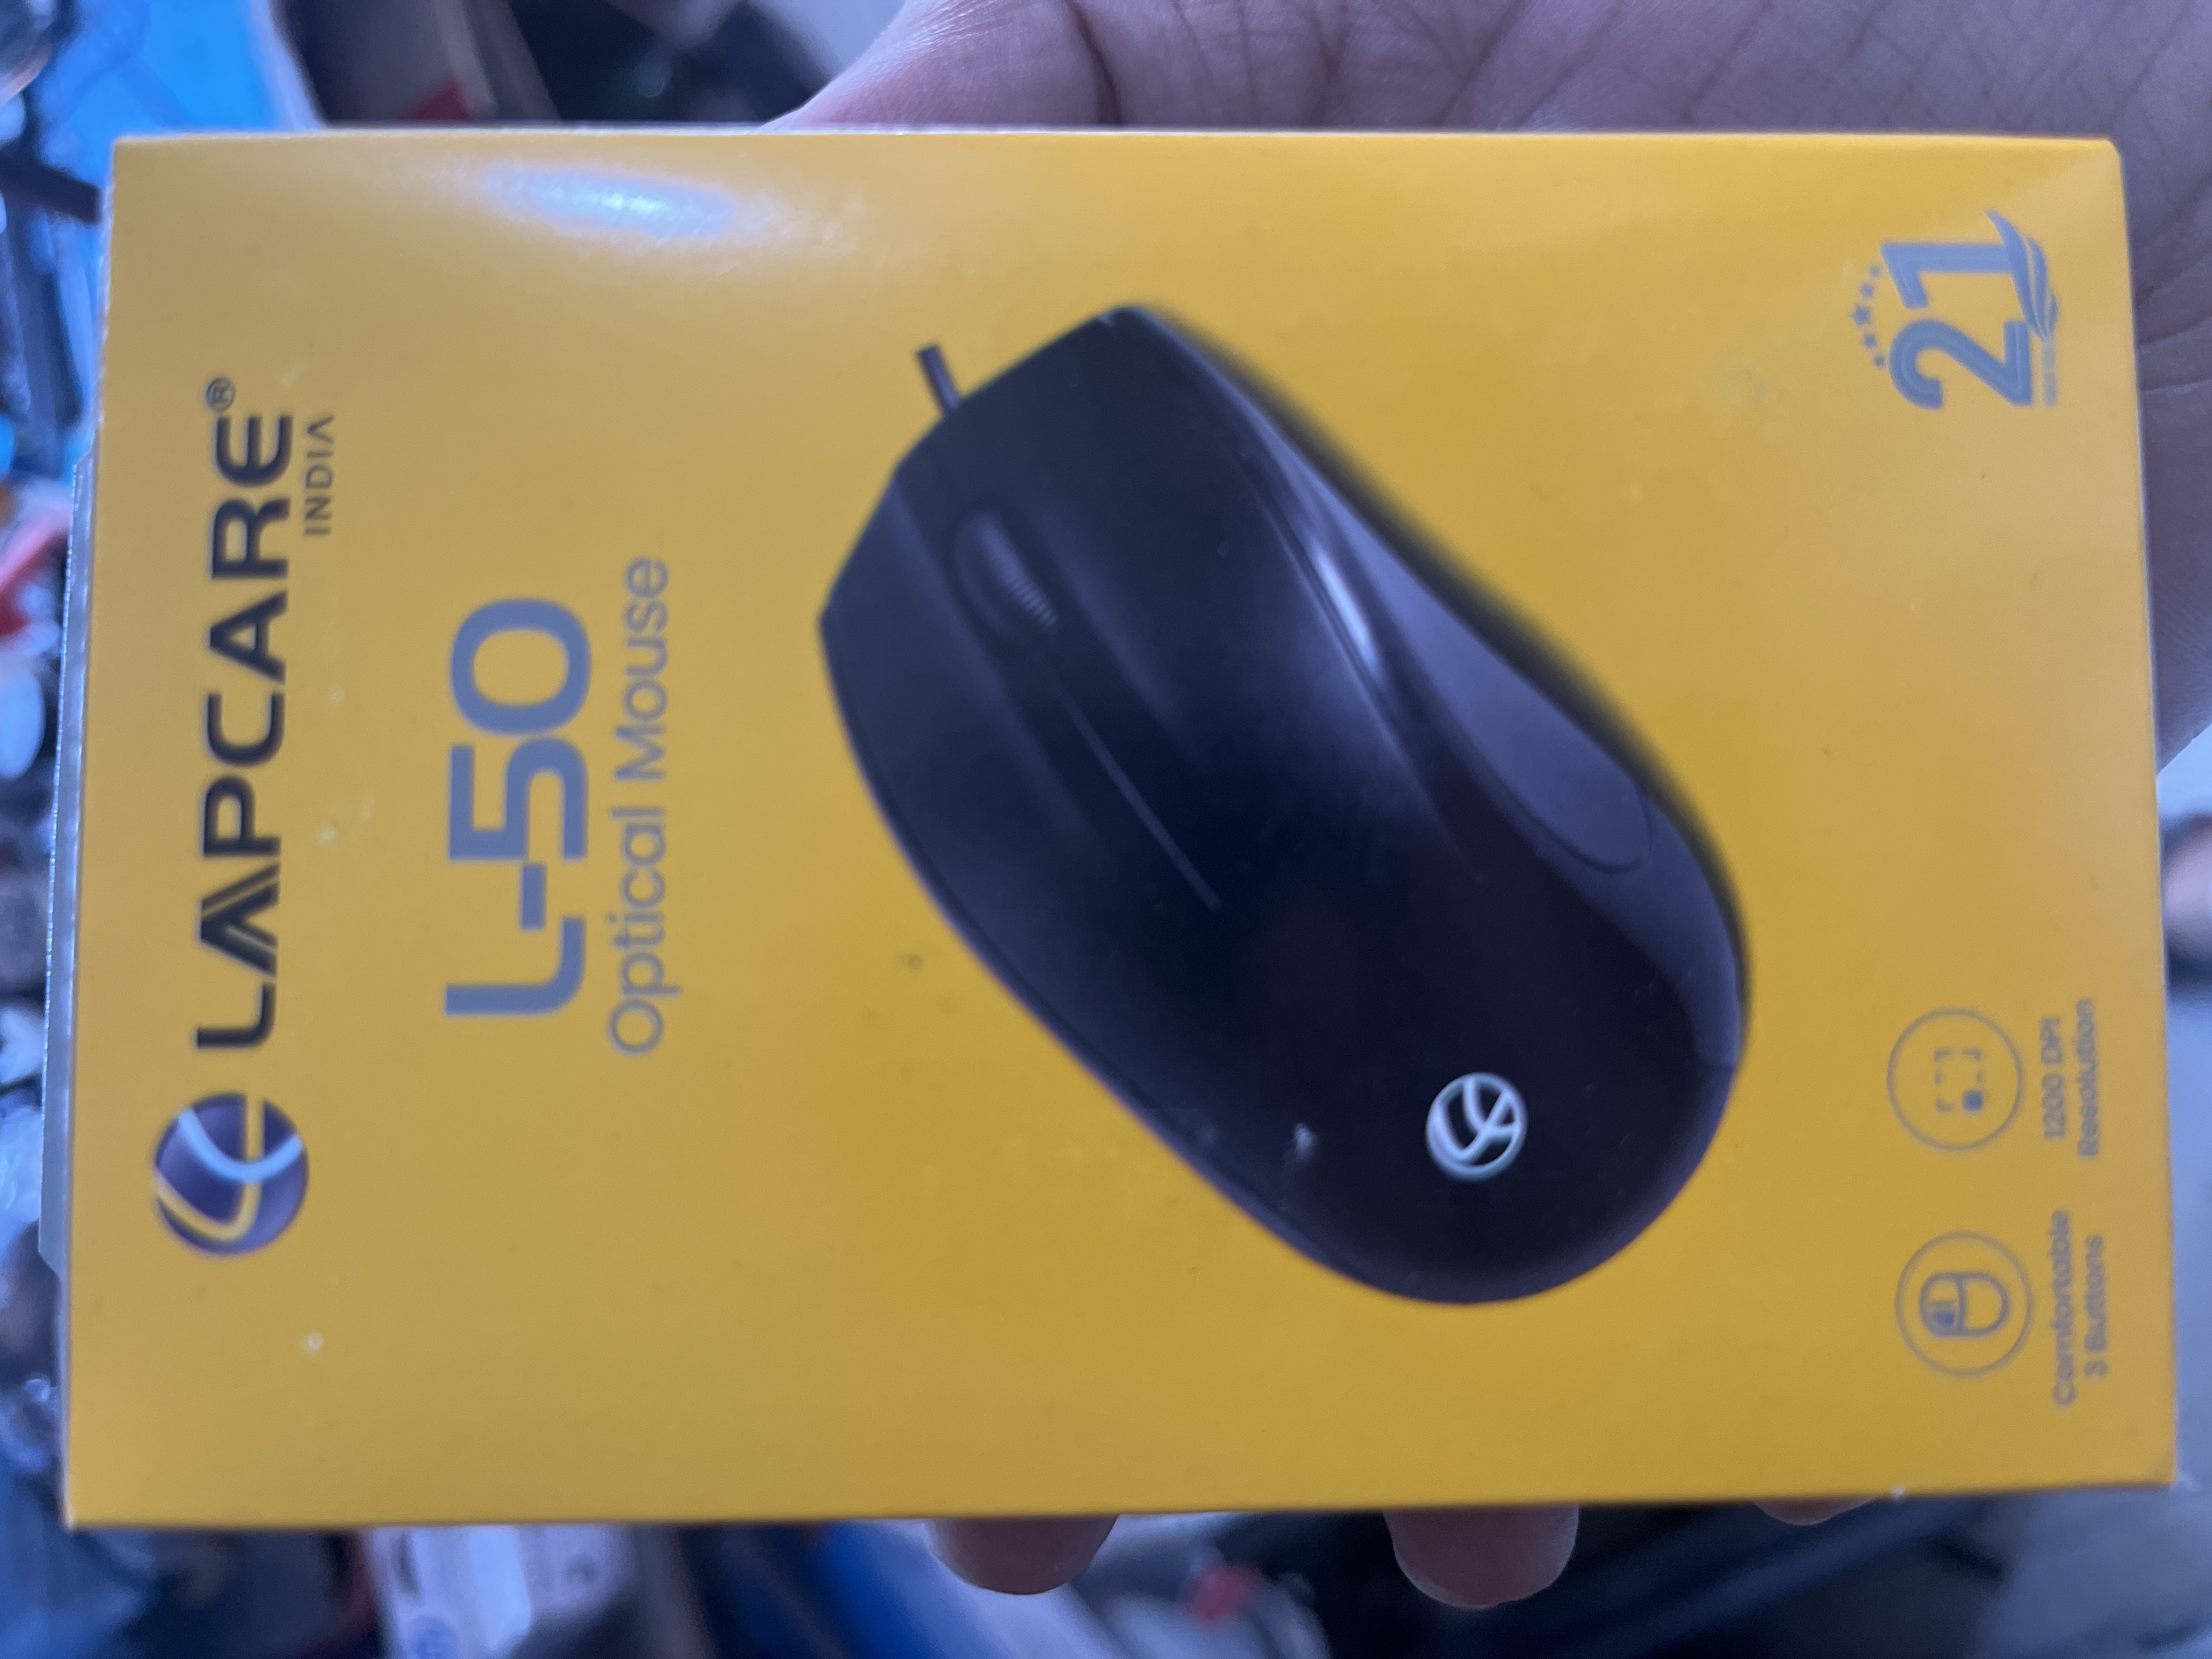 LAPCARE®
INDIA
L-50
Optical Mouse
Comfortable
3 Buttons
1200 DPI
Resolution
21